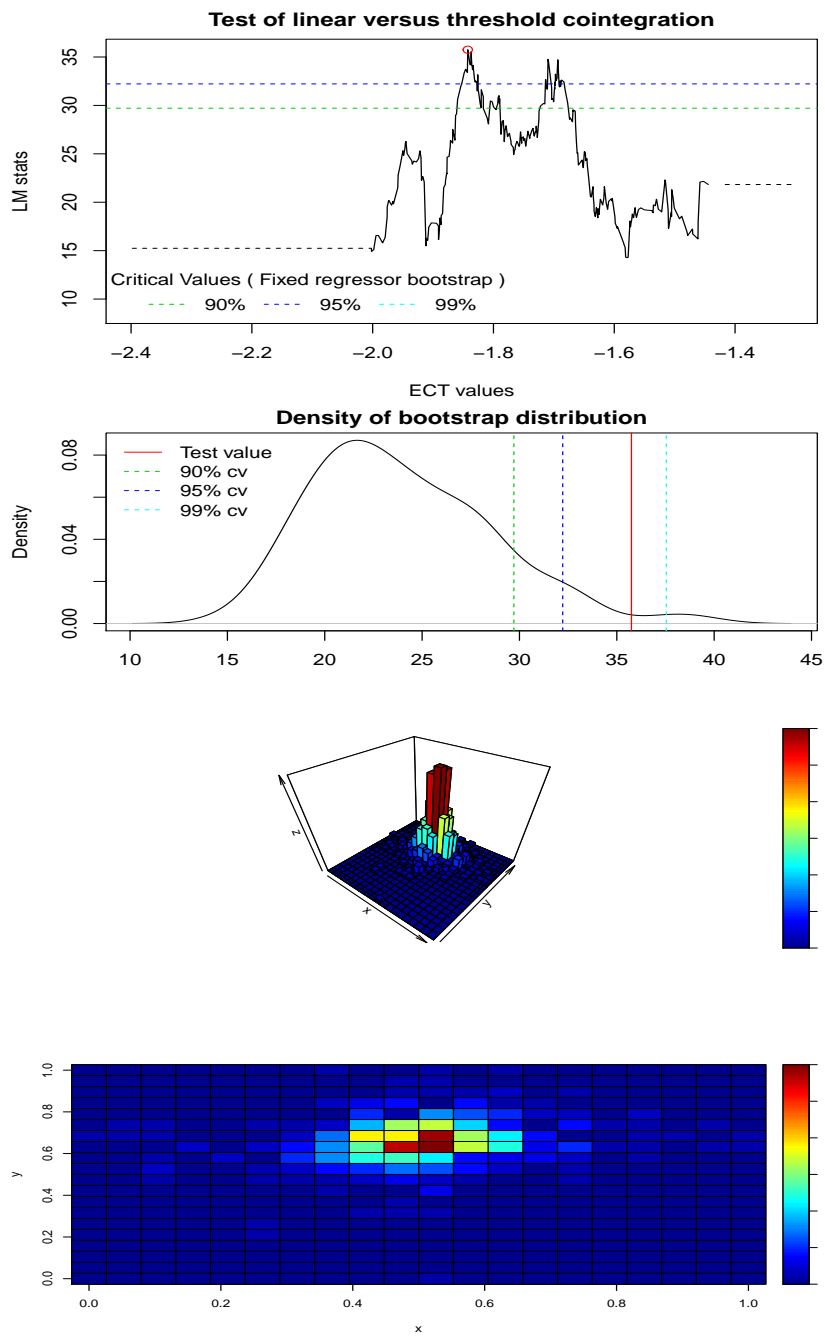 Test of linear versus threshold cointegration
LM stats
35
30
25
20
15
10
Critical Values ( Fixed regressor bootstrap )
90% 95% 99%
−2.4 −2.2 −2.0 −1.8 −1.6 −1.4
ECT values
Density of bootstrap distribution
Density
0.08
0.04
0.00
Test value
90% cv
95% cv
99% cv
10 15 20 25 30 35 40 45
z
x
y
y
1.0
0.8
0.6
0.4
0.2
0.0
0.0 0.2 0.4 0.6 0.8 1.0
x